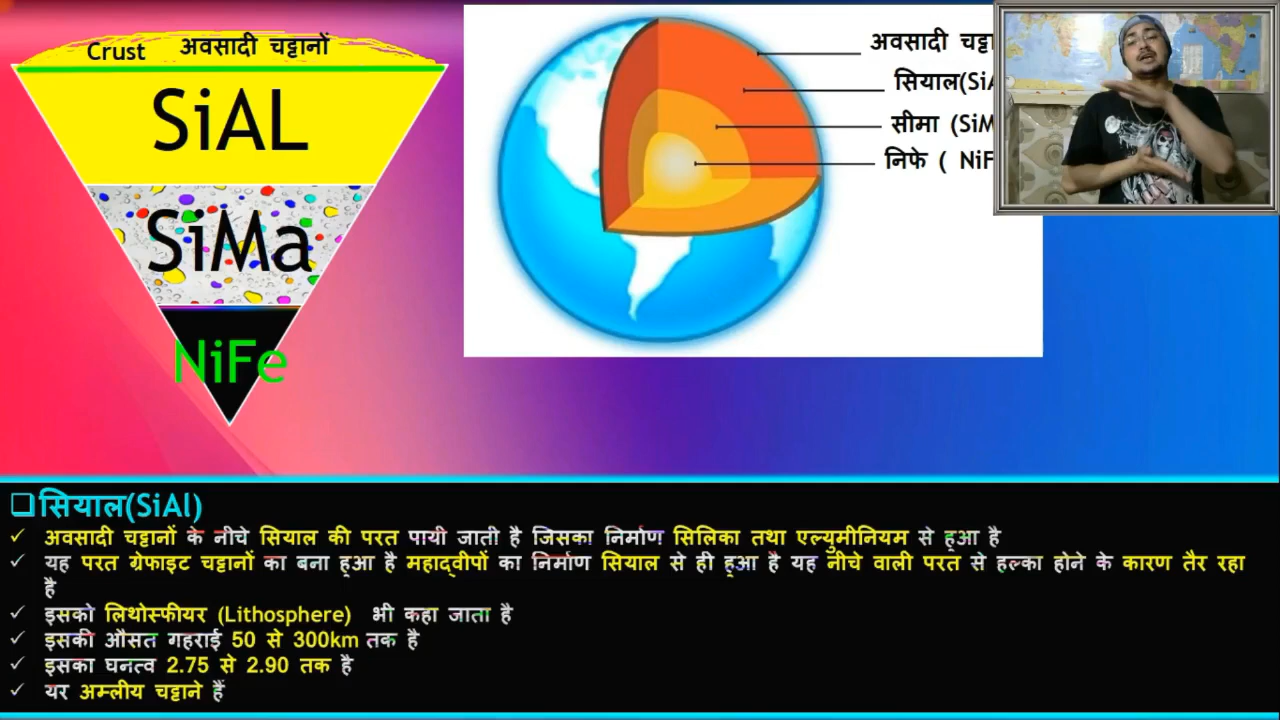 Crust अवसादी चट्टानों
SiAL
SiMa
NiFe
अवसादी
सियाल(Si
सीमा (SiM
निफे ( NiF
❑सियाल(SiAl)
✓ अवसादी चट्टानों के नीचे सियाल की परत पायी जाती है जिसका निर्माण सिलिका तथा एल्युमीनियम से हुआ है
✓ यह परत ग्रेफाइट चट्टानों का बना हुआ है महाद्वीपों का निर्माण सियाल से ही हुआ है यह नीचे वाली परत से हल्का होने के कारण तैर रहा
है
✓ इसको लिथोस्फीयर (Lithosphere) भी कहा जाता है
✓ इसकी औसत गहराई 50 से 300km तक है
✓ इसका घनत्व 2.75 से 2.90 तक है
✓ यर अम्लीय चट्टाने हैं